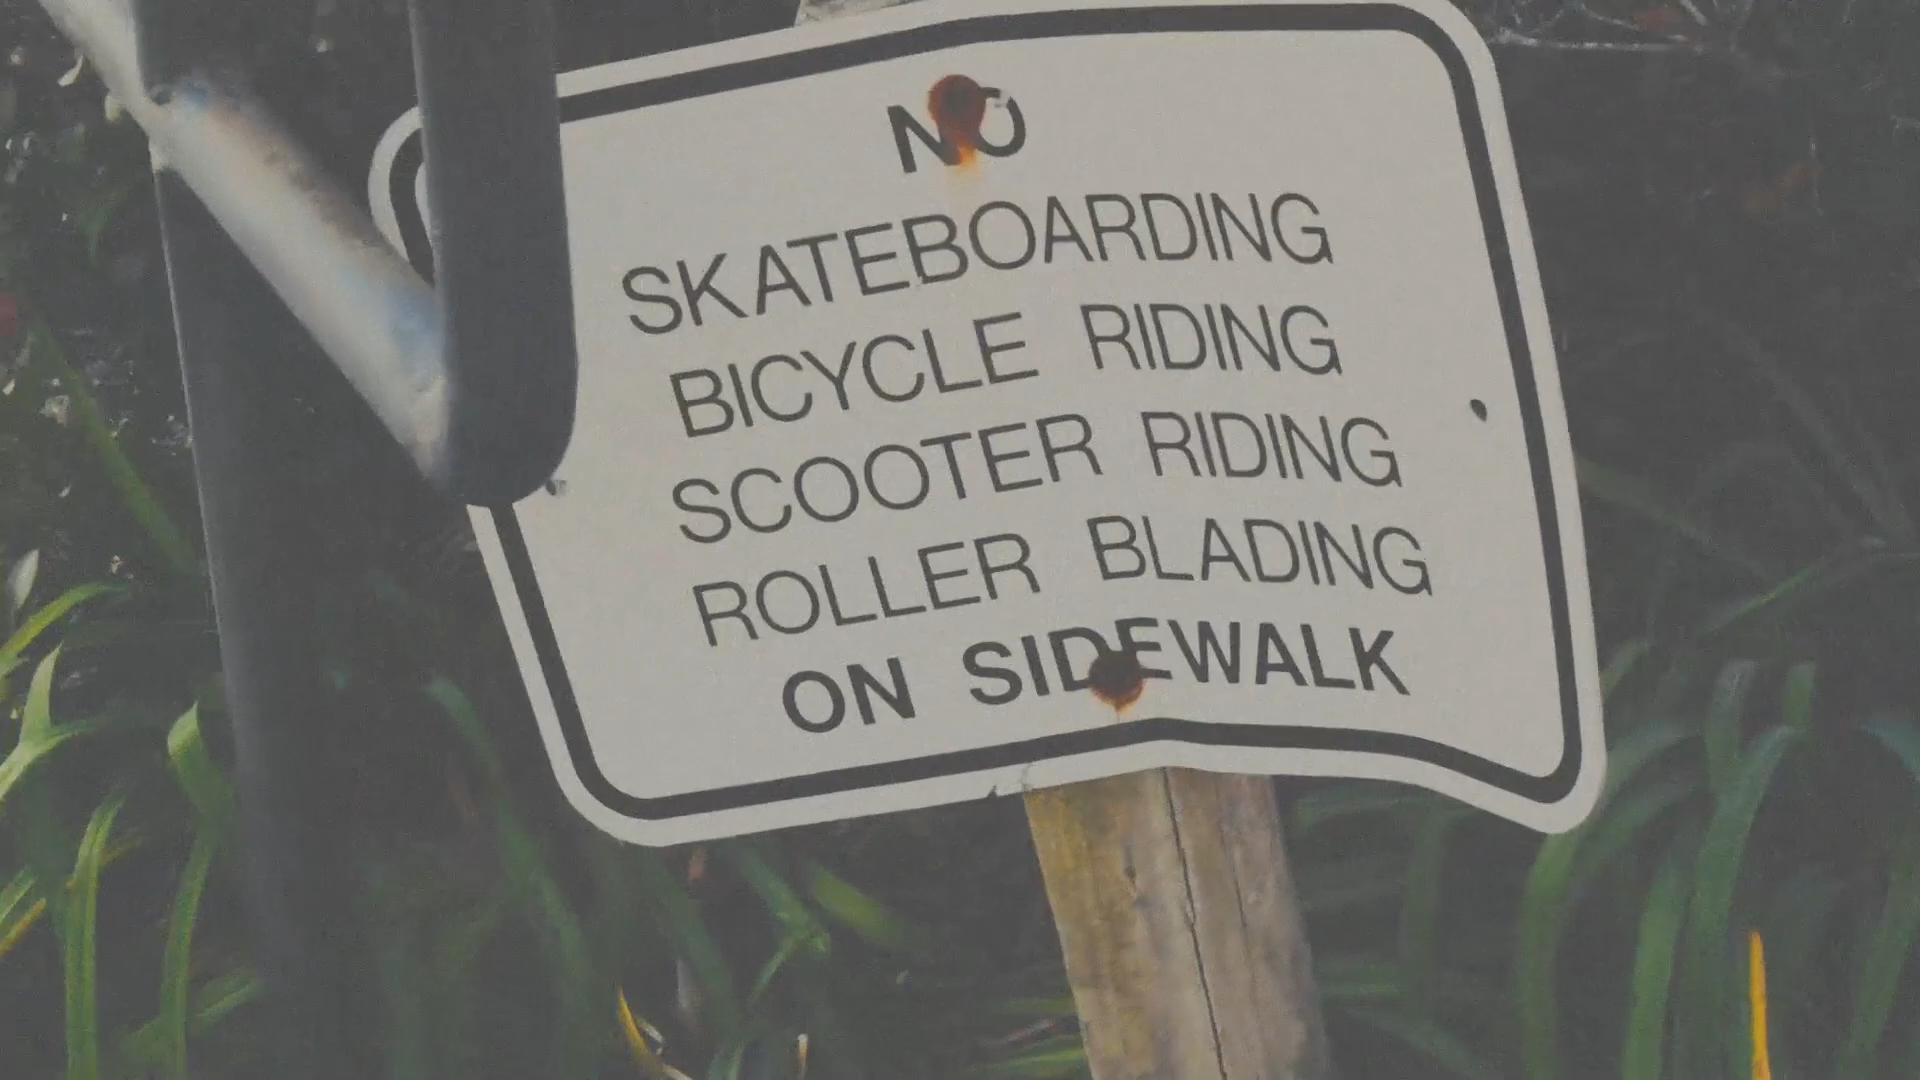 NO
SKATEBOARDING
BICYCLE RIDING
SCOOTER RIDING
ROLLER BLADING
ON SIDEWALK